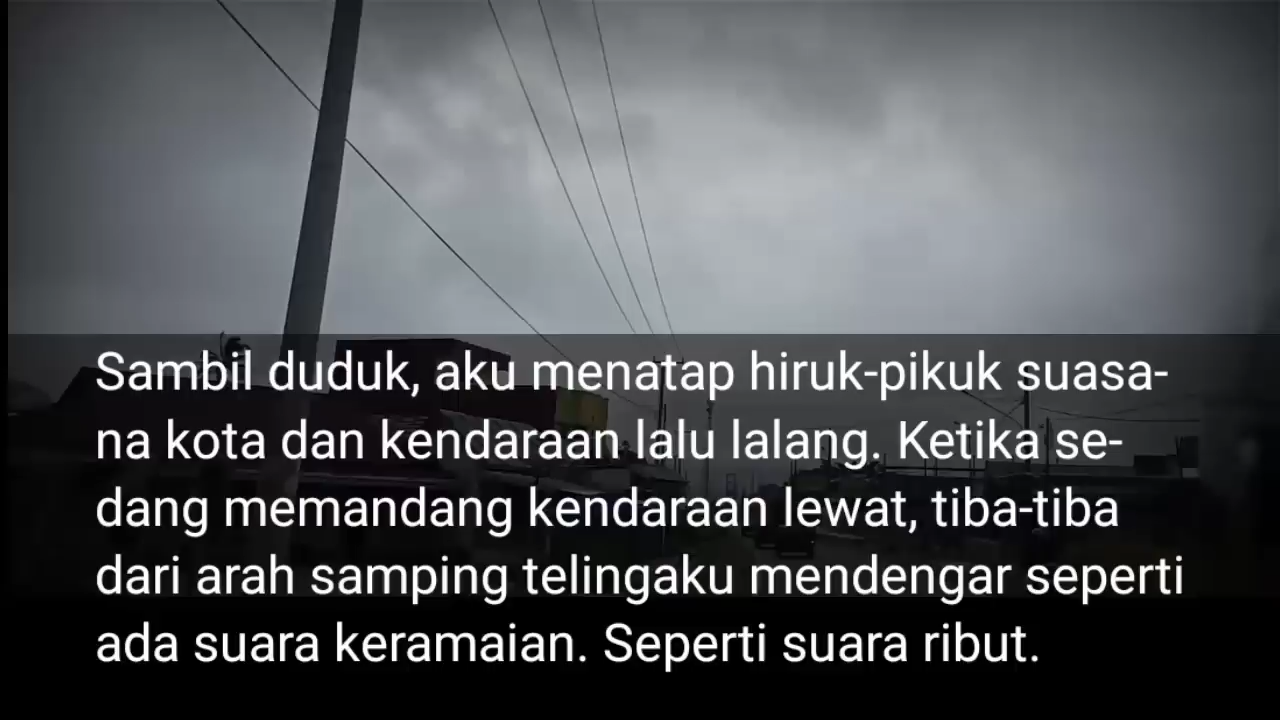 Sambil duduk, aku menatap hiruk-pikuk suasa-
na kota dan kendaraan lalu lalang. Ketika se-
dang memandang kendaraan lewat, tiba-tiba
dari arah samping telingaku mendengar seperti
ada suara keramaian. Seperti suara ribut.